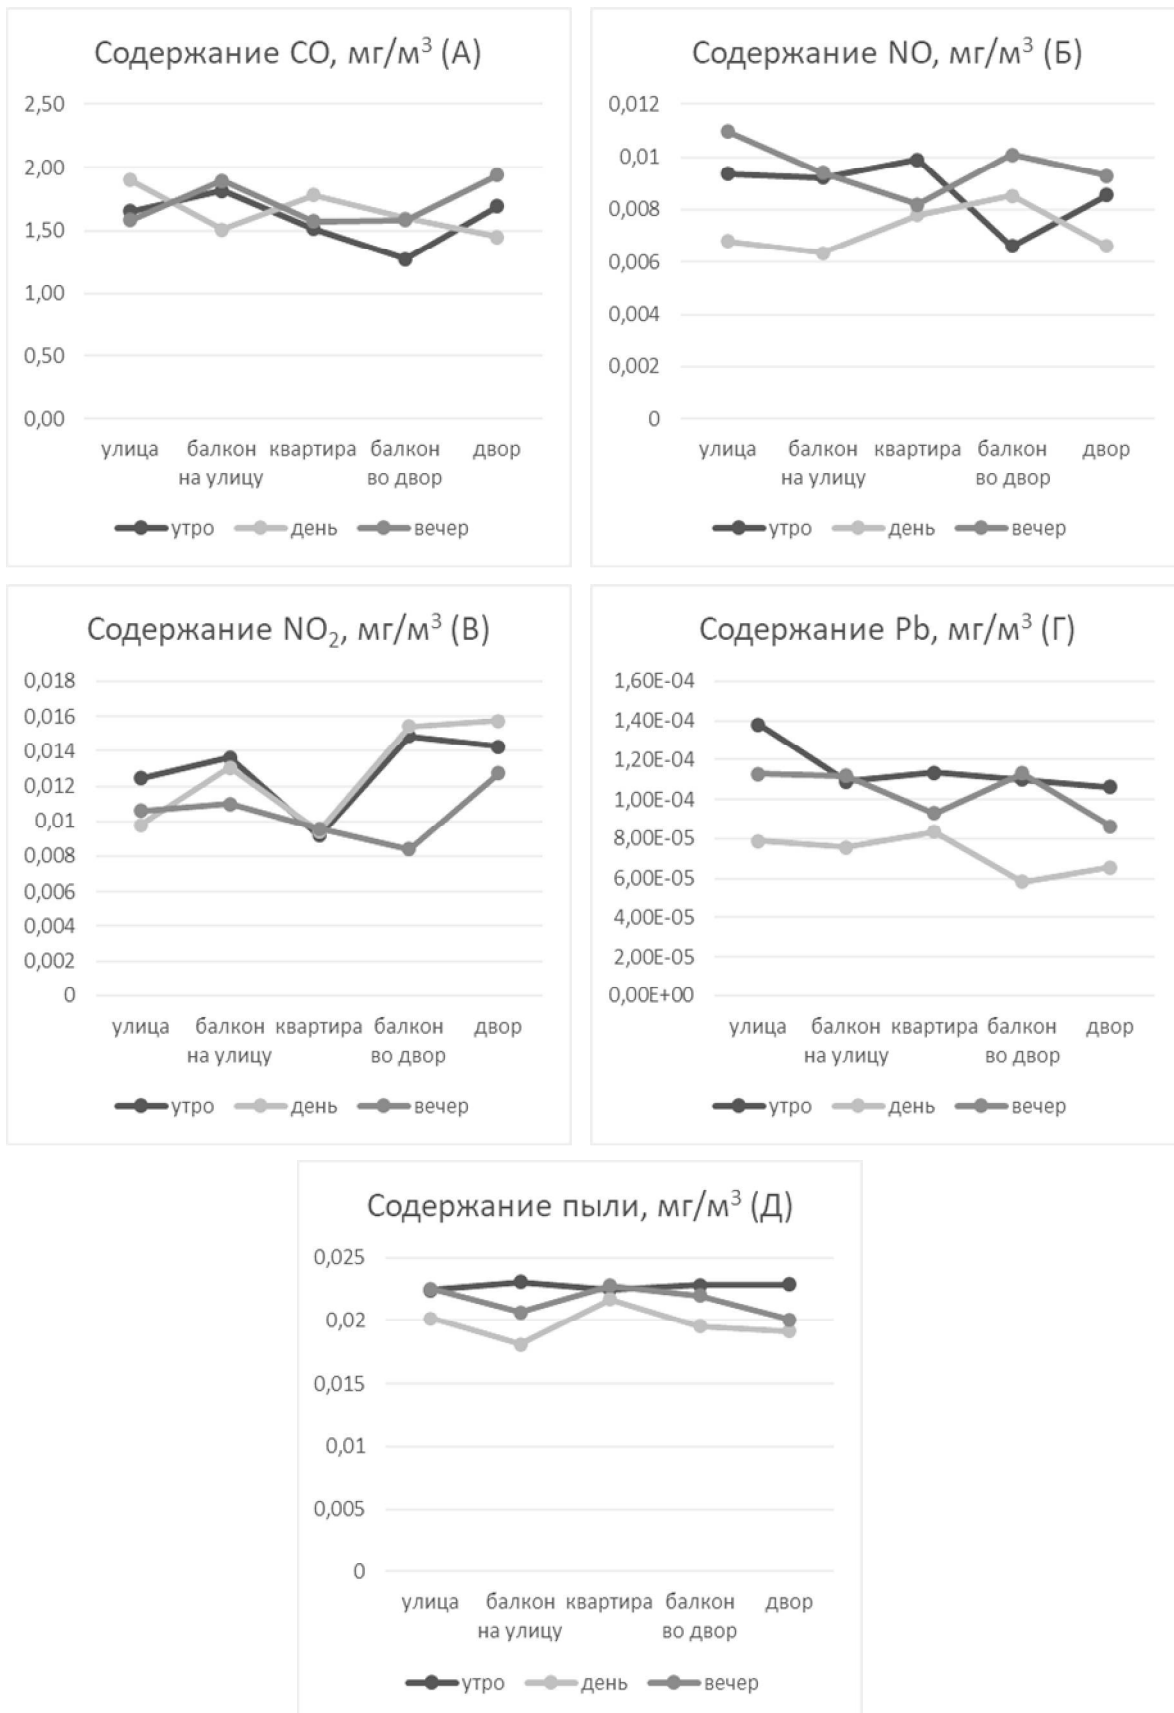 Содержание CO, мг/м³ (А)
2,50
2,00
1,50
1,00
0,50
0,00
улица балкон квартира балкон двор
на улицу во двор
утро день вечер
Содержание NO, мг/м³ (Б)
0,012
0,01
0,008
0,006
0,004
0,002
0
улица балкон квартира балкон двор
на улицу во двор
утро день вечер
Содержание NO₂, мг/м³ (В)
0,018
0,016
0,014
0,012
0,01
0,008
0,006
0,004
0,002
0
улица балкон квартира балкон двор
на улицу во двор
утро день вечер
Содержание Pb, мг/м³ (Г)
1,60E-04
1,40E-04
1,20E-04
1,00E-04
8,00E-05
6,00E-05
4,00E-05
2,00E-05
0,00E+00
улица балкон квартира балкон двор
на улицу во двор
утро день вечер
Содержание пыли, мг/м³ (Д)
0,025
0,02
0,015
0,01
0,005
0
улица балкон квартира балкон двор
на улицу во двор
утро день вечер